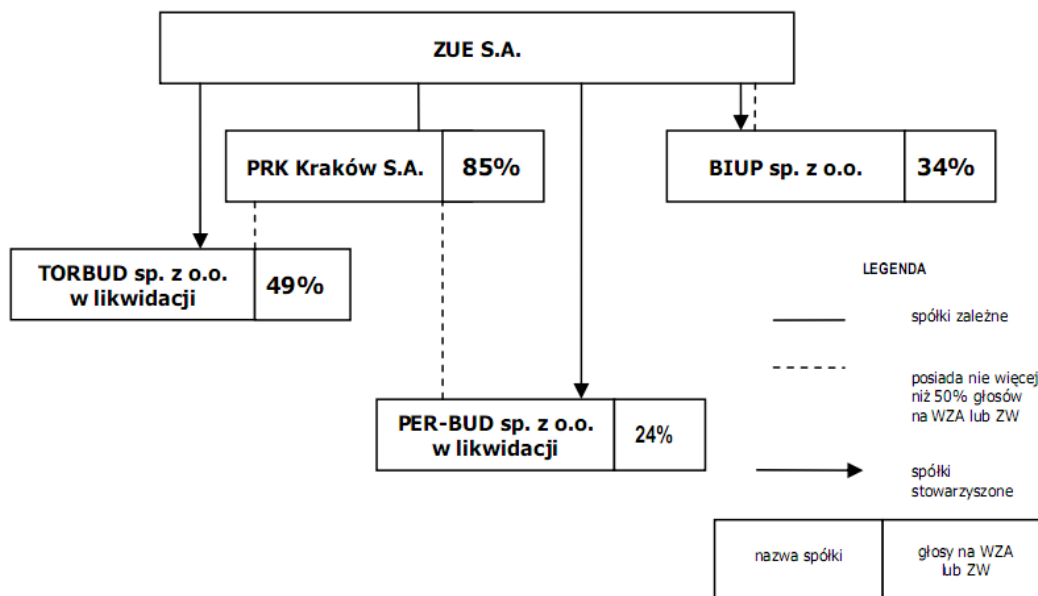 ZUE S.A.
PRK Kraków S.A.
85%
BIUP sp. z o.o.
34%
TORBUD sp. z o.o.
w likwidacji
49%
PER-BUD sp. z o.o.
w likwidacji
24%
LEGENDA
spółki zależne
posiada nie więcej
niż 50% głosów
na WZA lub ZW
spółki
stowarzyszone
nazwa spółki
głosy na WZA
lub ZW